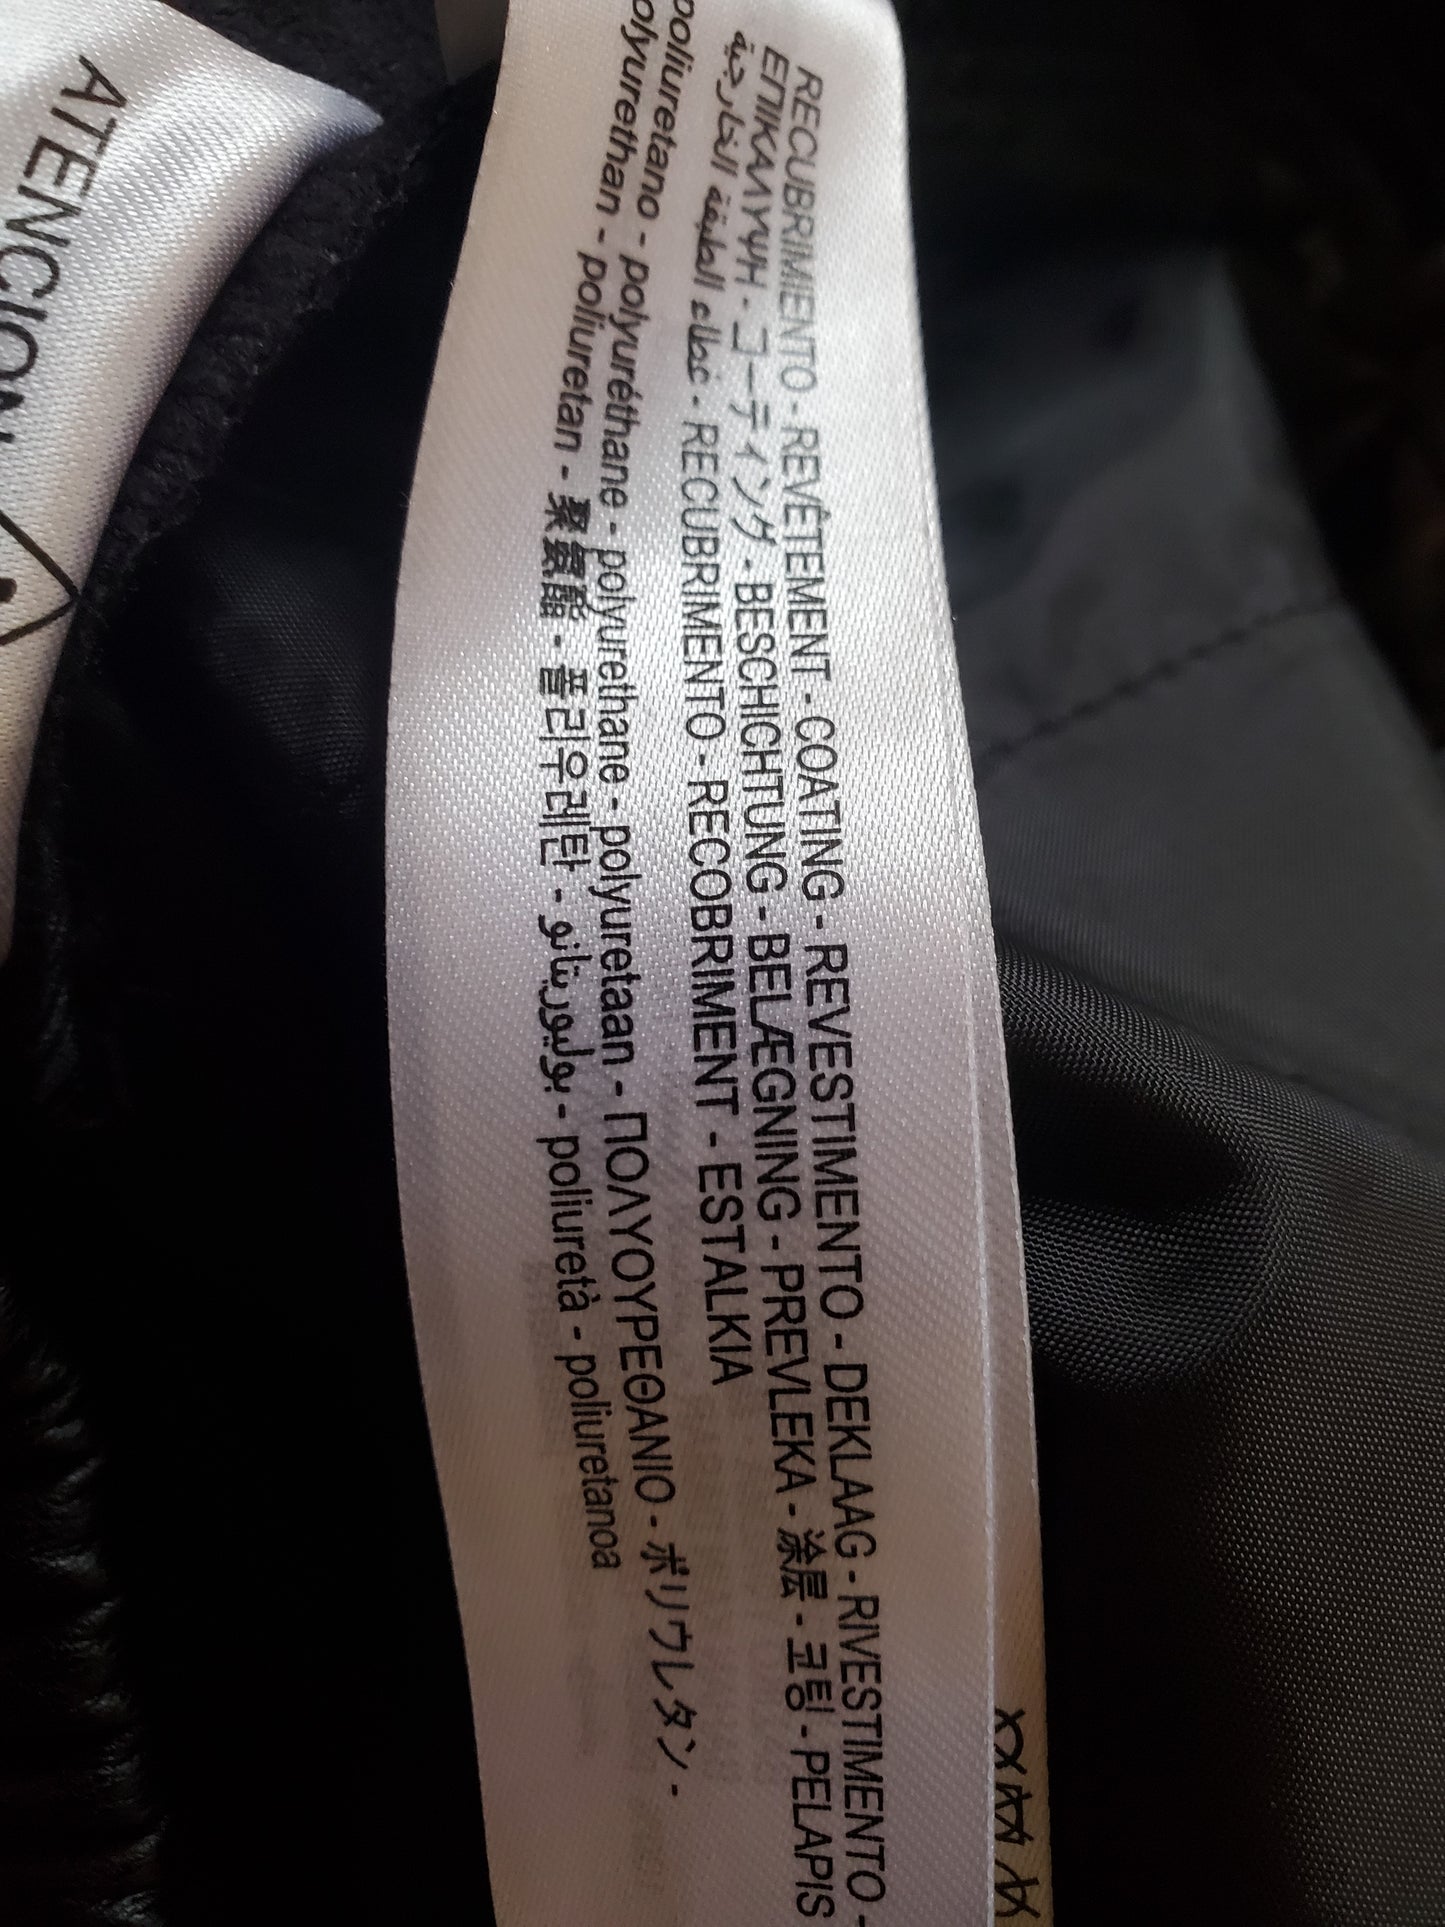 RECUBRIMIENTO - REVÊTEMENT - COATING - REVESTIMENTO - DEKLAAG - RIVESTIMENTO -
ΕΠΙΚΑΛΥΨΗ - コーティング - BESCHICHTUNG - BELÆGNING - PREVLEKA - 涂层 - 코팅 - PELAPIS
غطاء الطبقة الخارجية - RECUBRIMENTO - RECOBRIMENT - ESTALKIA
poliuretano - polyuréthane - polyurethane - polyuretaan - ΠΟΛΥΟΥΡΕΘΑΝΙΟ - ポリウレタン -
olyurethan - poliuretan - 聚氨酯 - 폴리우레탄 - بوليوريتانو - poliuretà - poliuretanoa
ATENCION